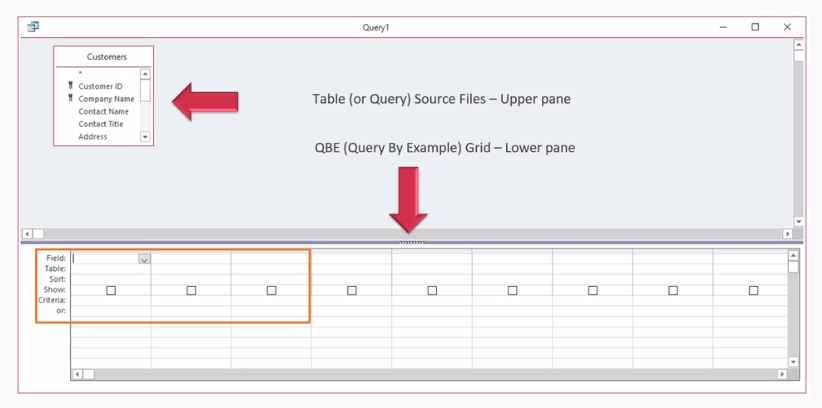 Query1
Customers
*
Customer ID
Company Name
Contact Name
Contact Title
Address
Table (or Query) Source Files – Upper pane
QBE (Query By Example) Grid – Lower pane
Field:
Table:
Sort:
Show:
Criteria:
or: